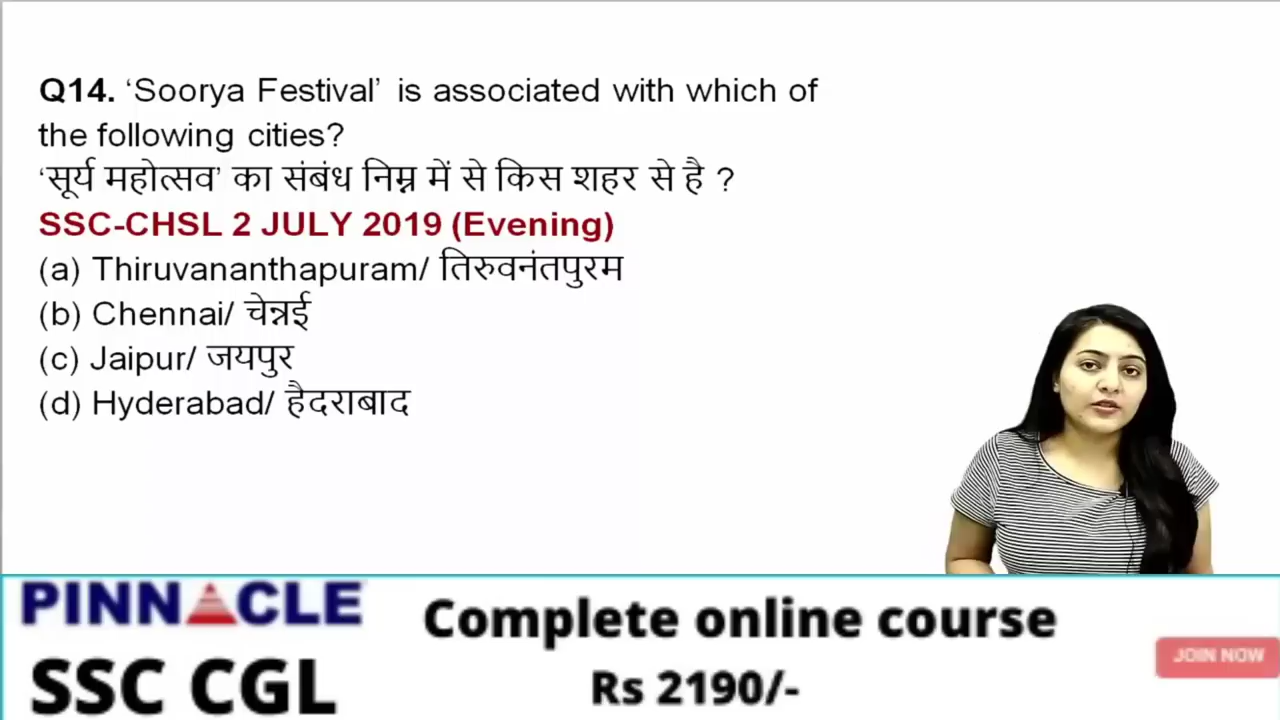 Q14. ‘Soorya Festival’ is associated with which of
the following cities?
‘सूर्य महोत्सव’ का संबंध निम्न में से किस शहर से है ?
SSC-CHSL 2 JULY 2019 (Evening)
(a) Thiruvananthapuram/ तिरुवनंतपुरम
(b) Chennai/ चेन्नई
(c) Jaipur/ जयपुर
(d) Hyderabad/ हैदराबाद
PINNACLE
SSC CGL
Complete online course
Rs 2190/-
JOIN NOW